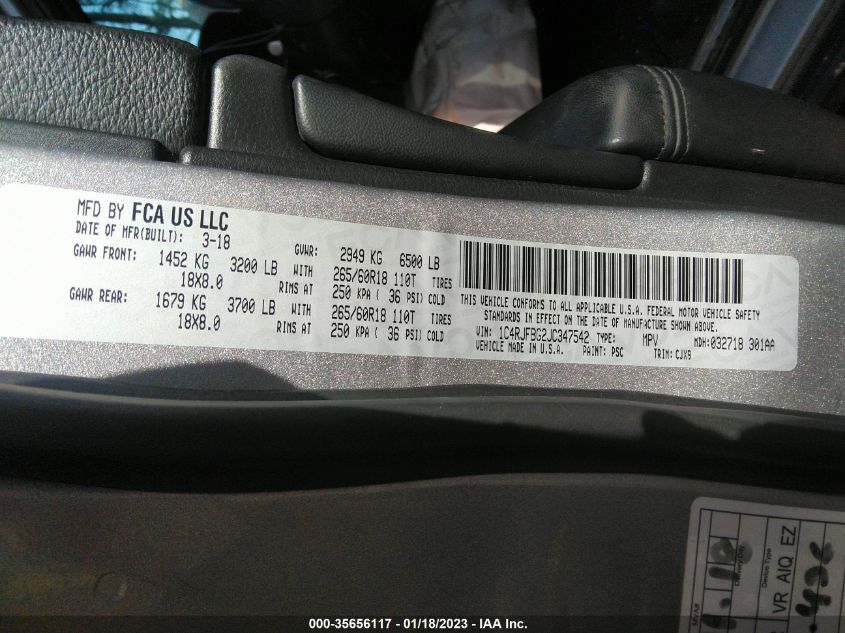 MFD BY FCA US LLC
DATE OF MFR(BUILT): 3-18 GVWR: 2949 KG 6500 LB
GAWR FRONT: 1452 KG 3200 LB WITH 265/60R18 110T TIRES
18X8.0 RIMS AT 250 KPA ( 36 PSI) COLD
GAWR REAR: 1679 KG 3700 LB WITH 265/60R18 110T TIRES
18X8.0 RIMS AT 250 KPA ( 36 PSI) COLD
THIS VEHICLE CONFORMS TO ALL APPLICABLE U.S.A. FEDERAL MOTOR VEHICLE SAFETY
STANDARDS IN EFFECT ON THE DATE OF MANUFACTURE SHOWN ABOVE.
VIN: 1C4RJFBG2JC347542 TYPE: MPV MDH:032718 301AA
VEHICLE MADE IN U.S.A. PAINT: PSC TRIM: CJX9
MVA#
Device Type
VR AIQ EZ
000-35656117 - 01/18/2023 - IAA Inc.